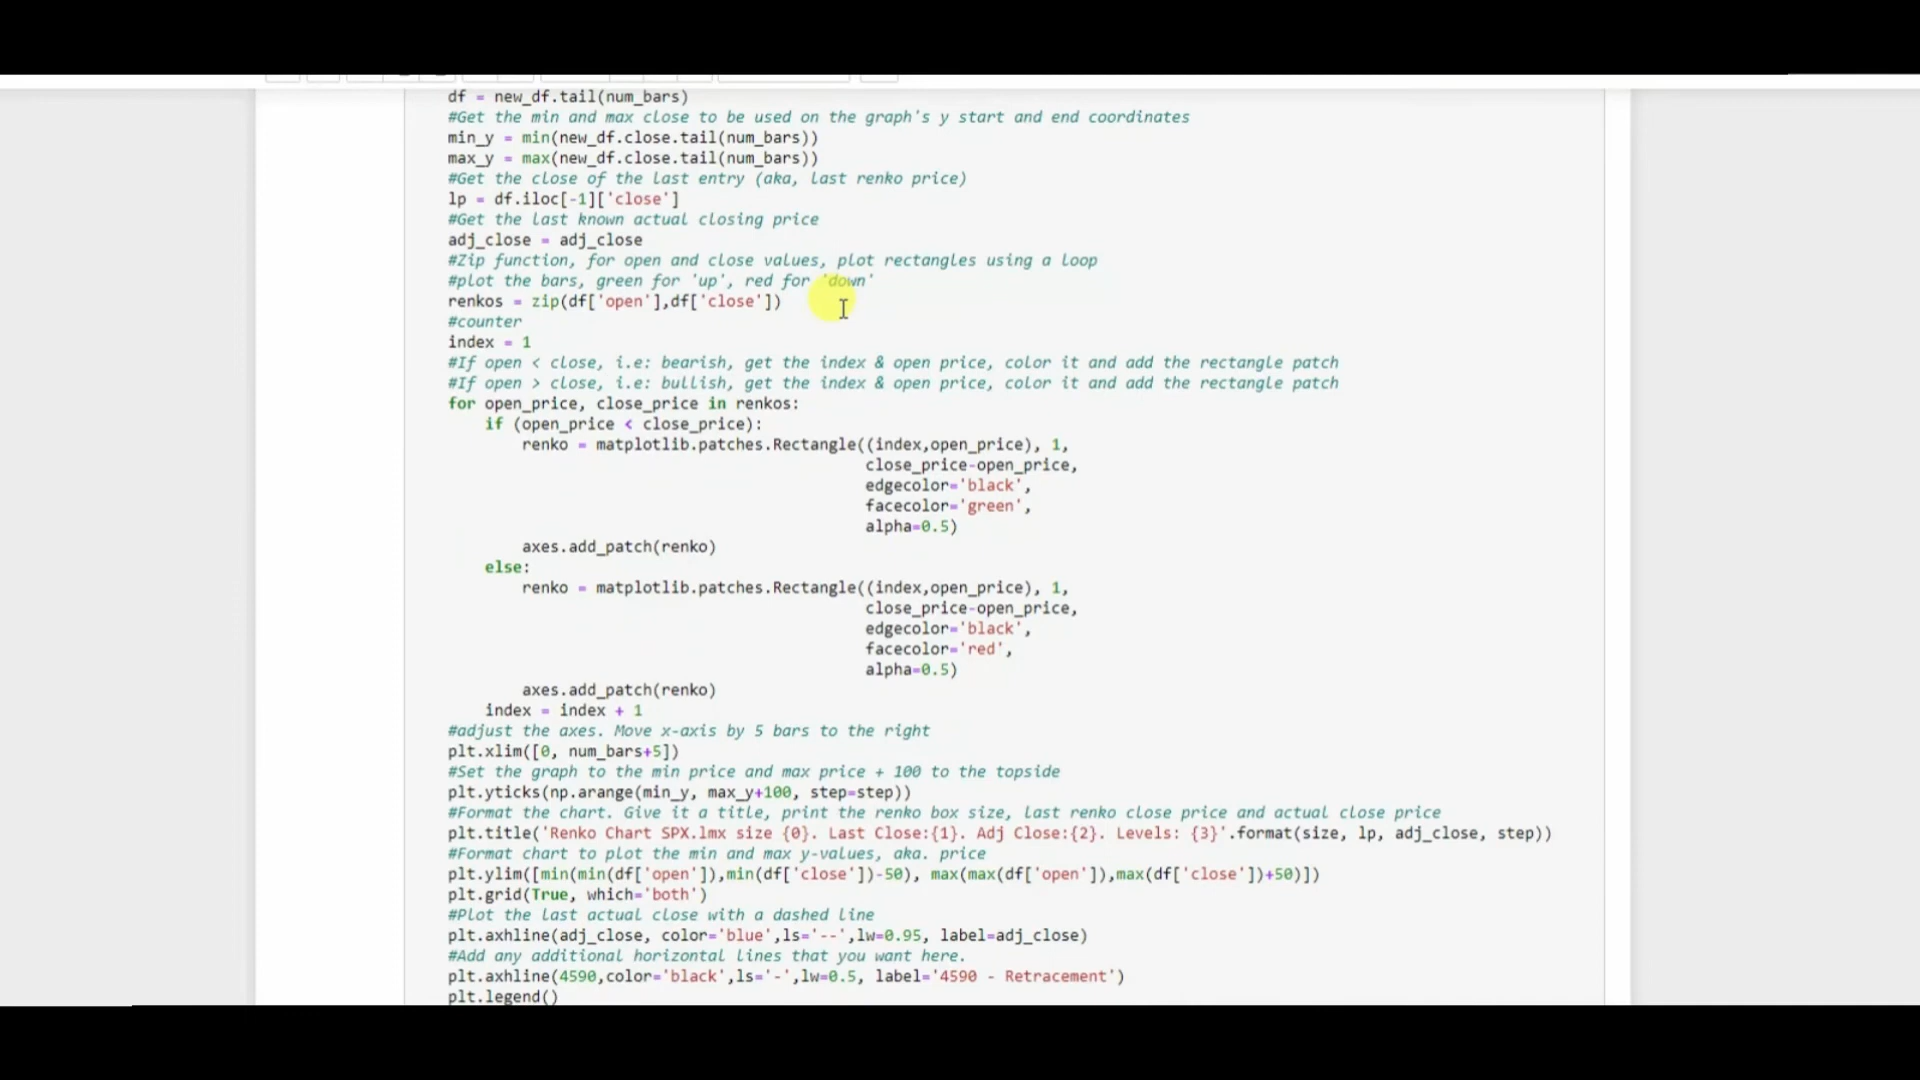 df = new_df.tail(num_bars)
#Get the min and max close to be used on the graph's y start and end coordinates
min_y = min(new_df.close.tail(num_bars))
max_y = max(new_df.close.tail(num_bars))
#Get the close of the last entry (aka, last renko price)
lp = df.iloc[-1]['close']
#Get the last known actual closing price
adj_close = adj_close
#Zip function, for open and close values, plot rectangles using a loop
#plot the bars, green for 'up', red for 'down'
renkos = zip(df['open'],df['close'])
#counter
index = 1
#If open < close, i.e: bearish, get the index & open price, color it and add the rectangle patch
#If open > close, i.e: bullish, get the index & open price, color it and add the rectangle patch
for open_price, close_price in renkos:
    if (open_price < close_price):
        renko = matplotlib.patches.Rectangle((index,open_price), 1,
                                             close_price-open_price,
                                             edgecolor='black',
                                             facecolor='green',
                                             alpha=0.5)
        axes.add_patch(renko)
    else:
        renko = matplotlib.patches.Rectangle((index,open_price), 1,
                                             close_price-open_price,
                                             edgecolor='black',
                                             facecolor='red',
                                             alpha=0.5)
        axes.add_patch(renko)
    index = index + 1
#adjust the axes. Move x-axis by 5 bars to the right
plt.xlim([0, num_bars+5])
#Set the graph to the min price and max price + 100 to the topside
plt.yticks(np.arange(min_y, max_y+100, step=step))
#Format the chart. Give it a title, print the renko box size, last renko close price and actual close price
plt.title('Renko Chart SPX.lmx size {0}. Last Close:{1}. Adj Close:{2}. Levels: {3}'.format(size, lp, adj_close, step))
#Format chart to plot the min and max y-values, aka. price
plt.ylim([min(min(df['open']),min(df['close'])-50), max(max(df['open']),max(df['close'])+50)])
plt.grid(True, which='both')
#Plot the last actual close with a dashed line
plt.axhline(adj_close, color='blue',ls='--',lw=0.95, label=adj_close)
#Add any additional horizontal lines that you want here.
plt.axhline(4590,color='black',ls='-',lw=0.5, label='4590 - Retracement')
plt.legend()